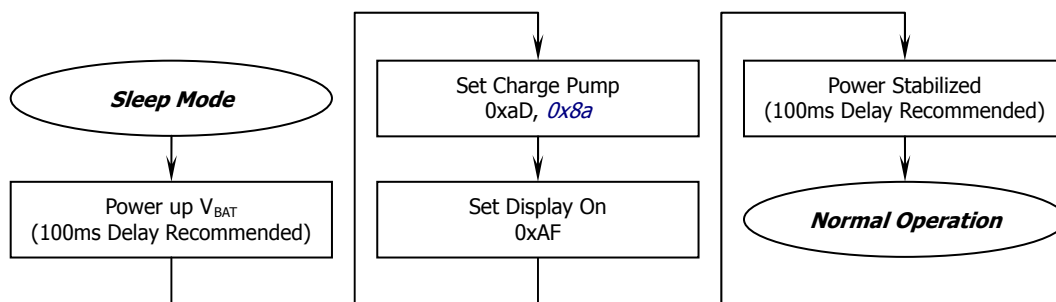 Sleep Mode
Power up VBAT
(100ms Delay Recommended)
Set Charge Pump
0xaD, 0x8a
Set Display On
0xAF
Power Stabilized
(100ms Delay Recommended)
Normal Operation